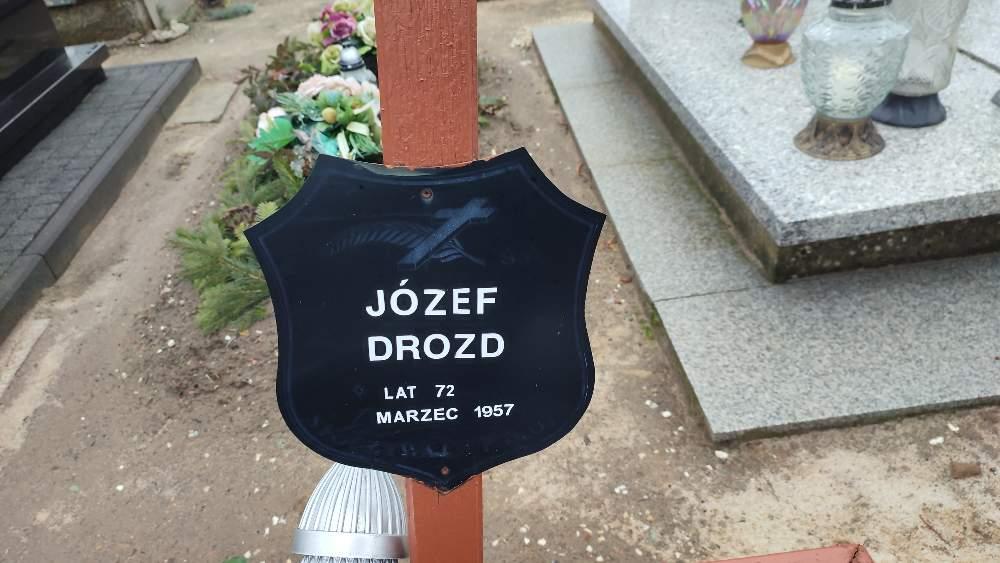 JÓZEF
DROZD
LAT 72
MARZEC 1957